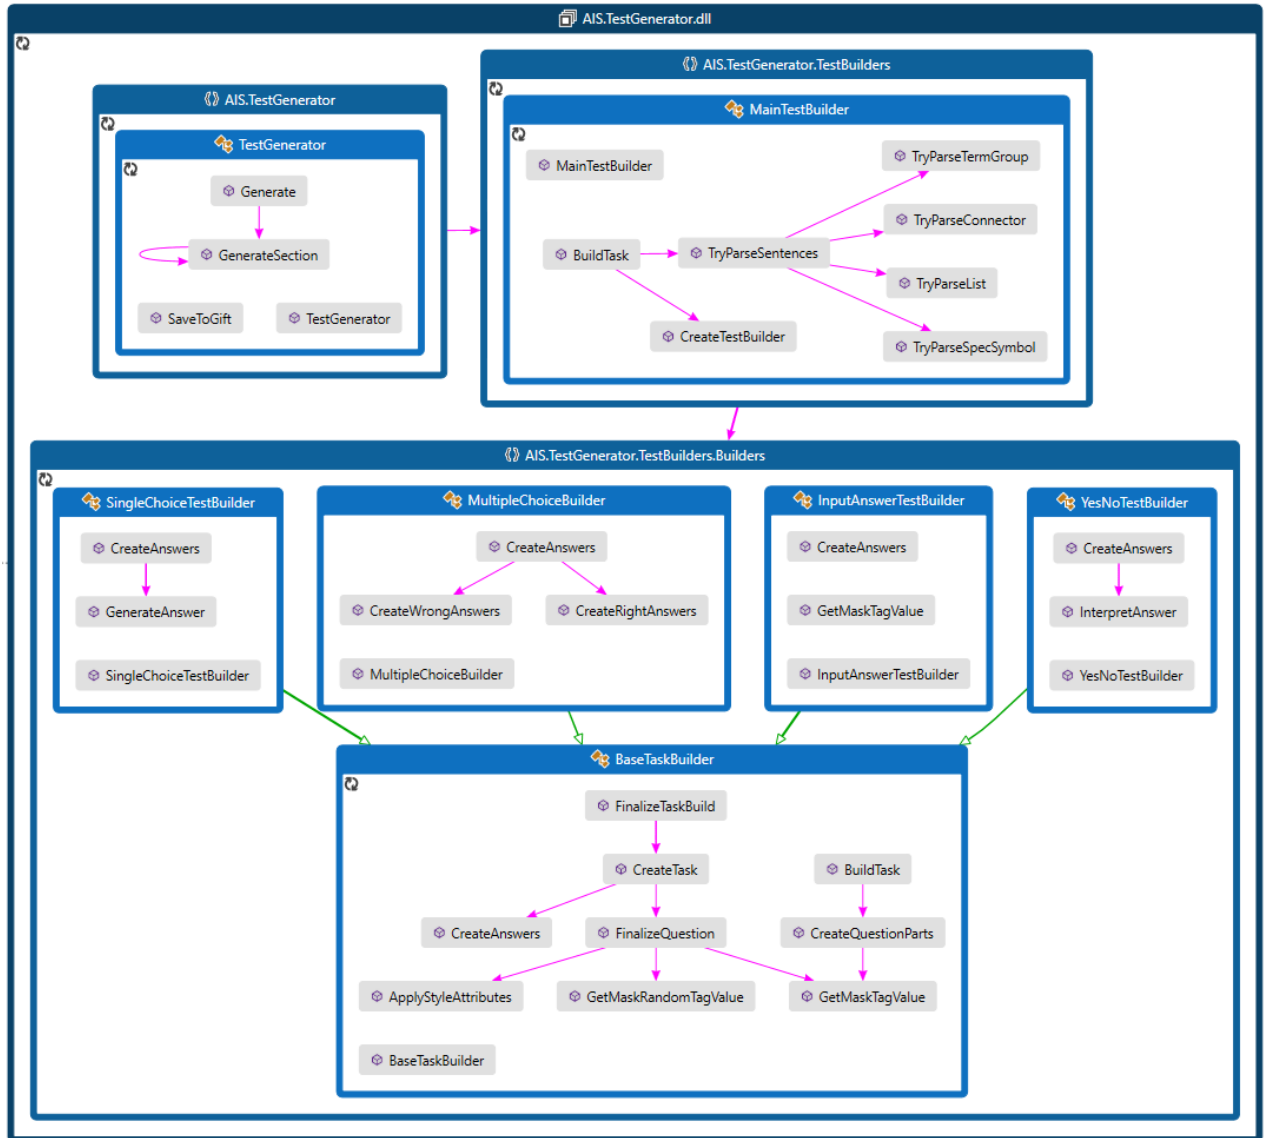 AIS.TestGenerator.dll
AIS.TestGenerator.TestBuilders
AIS.TestGenerator
MainTestBuilder
TestGenerator
MainTestBuilder
TryParseTermGroup
Generate
TryParseConnector
GenerateSection
BuildTask
TryParseSentences
TryParseList
SaveToGift
TestGenerator
CreateTestBuilder
TryParseSpecSymbol
AIS.TestGenerator.TestBuilders.Builders
SingleChoiceTestBuilder
MultipleChoiceBuilder
InputAnswerTestBuilder
YesNoTestBuilder
CreateAnswers
CreateAnswers
CreateAnswers
CreateAnswers
GenerateAnswer
CreateWrongAnswers
CreateRightAnswers
GetMaskTagValue
InterpretAnswer
SingleChoiceTestBuilder
MultipleChoiceBuilder
InputAnswerTestBuilder
YesNoTestBuilder
BaseTaskBuilder
FinalizeTaskBuild
CreateTask
BuildTask
CreateAnswers
FinalizeQuestion
CreateQuestionParts
ApplyStyleAttributes
GetMaskRandomTagValue
GetMaskTagValue
BaseTaskBuilder